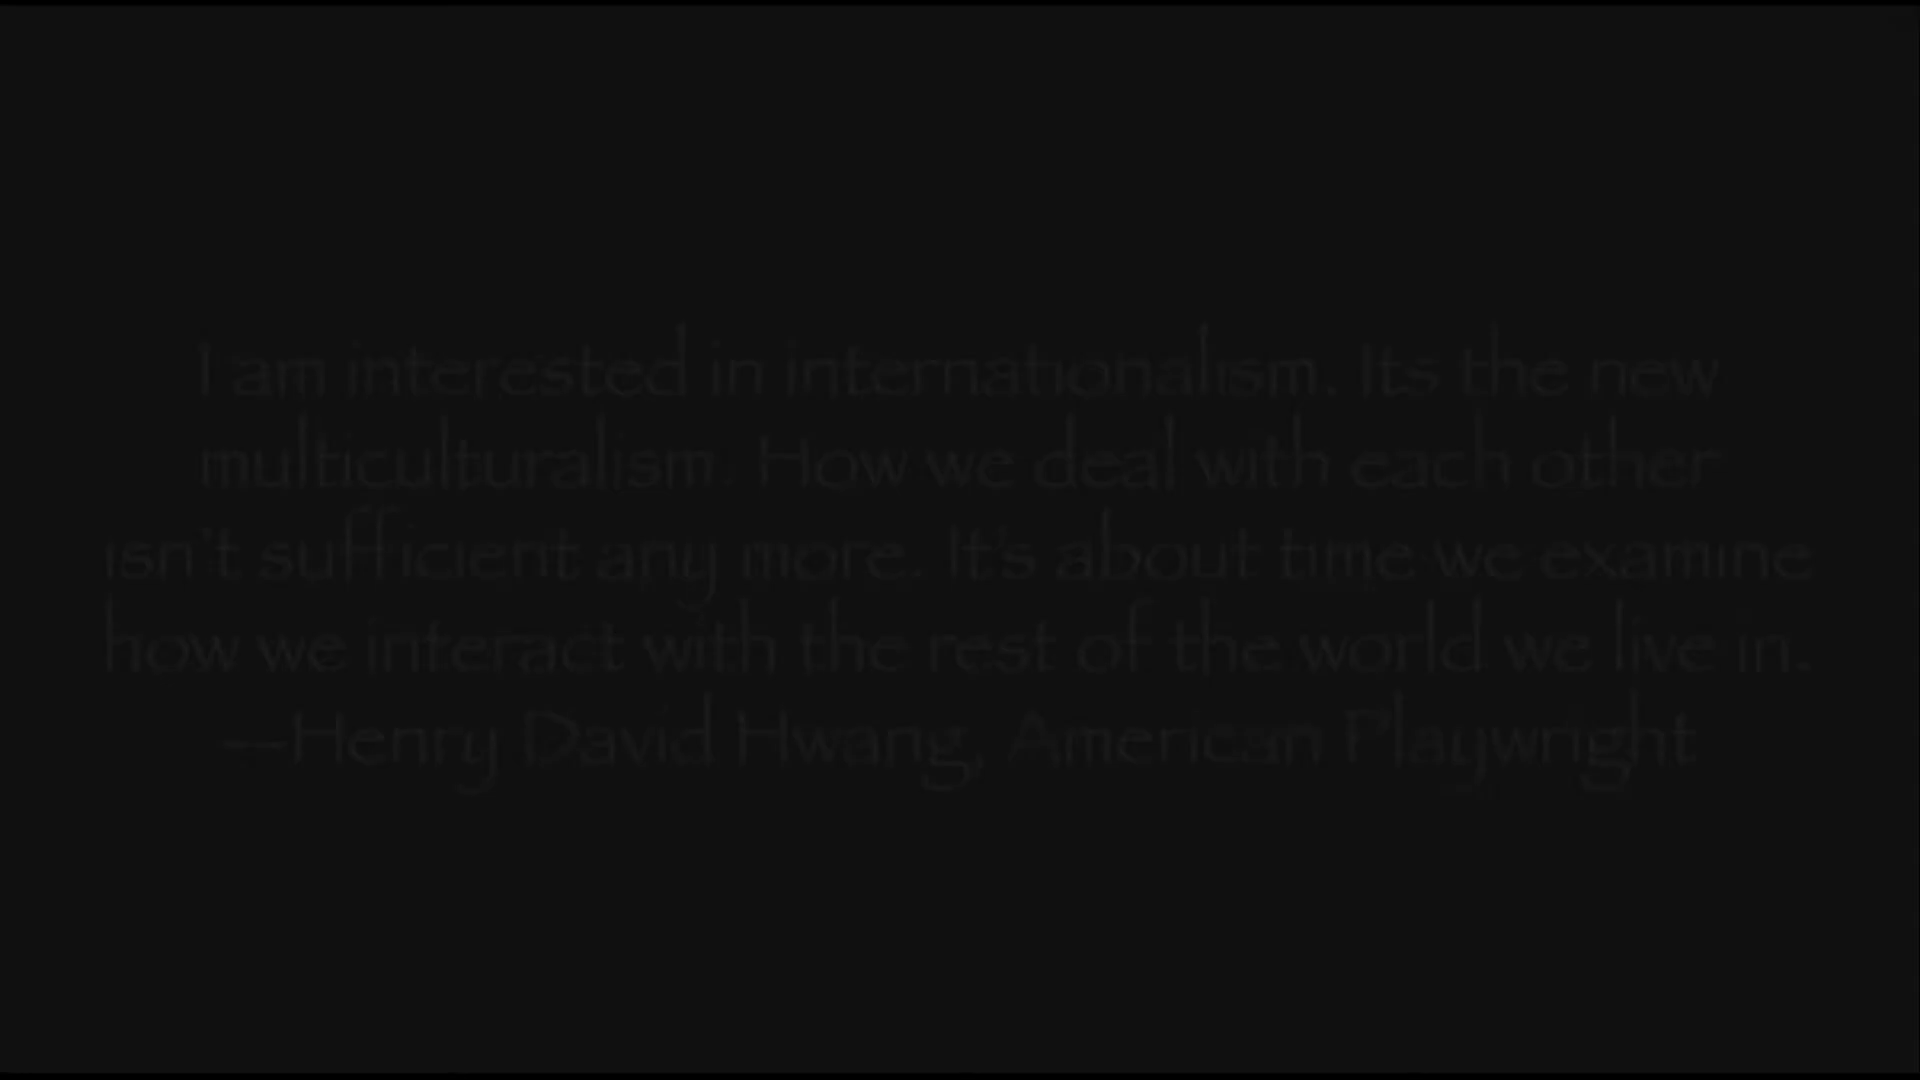 I am interested in internationalism. Its the new
multiculturalism. How we deal with each other
isn't sufficient any more. It's about time we examine
how we interact with the rest of the world we live in.
—Henry David Hwang, American Playwright